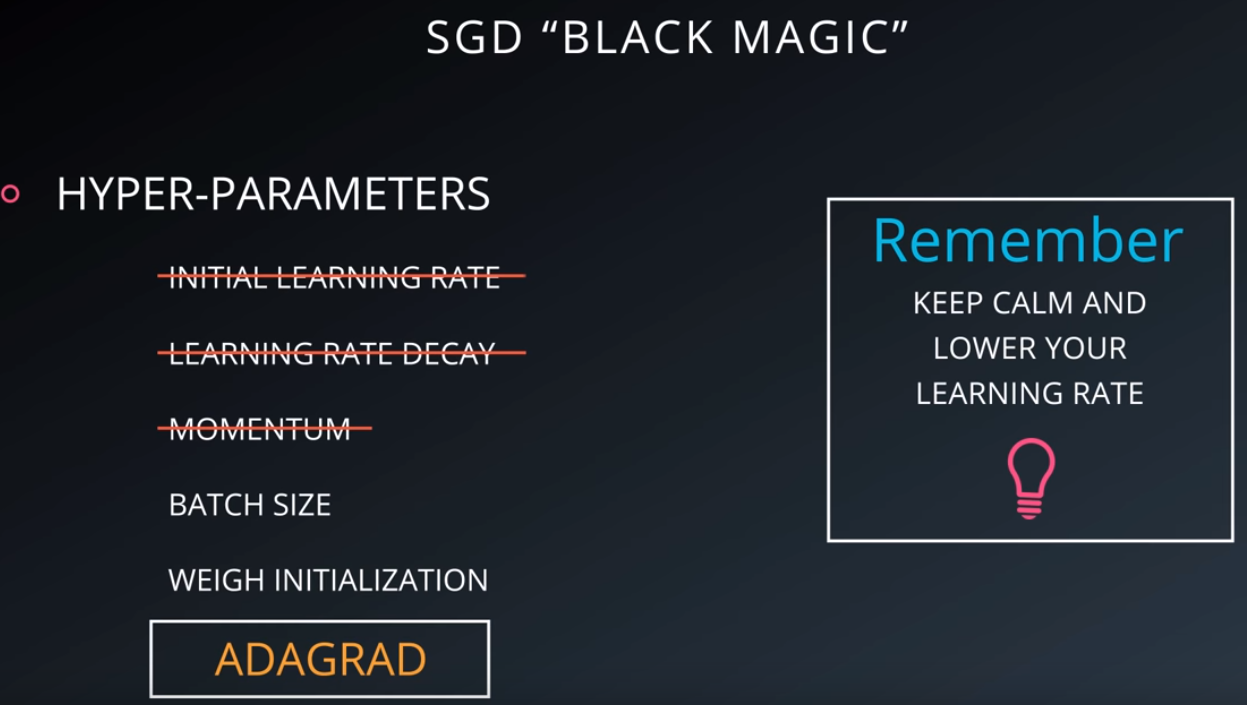 SGD “BLACK MAGIC”
HYPER-PARAMETERS
INITIAL LEARNING RATE
LEARNING RATE DECAY
MOMENTUM
BATCH SIZE
WEIGH INITIALIZATION
ADAGRAD
Remember
KEEP CALM AND
LOWER YOUR
LEARNING RATE